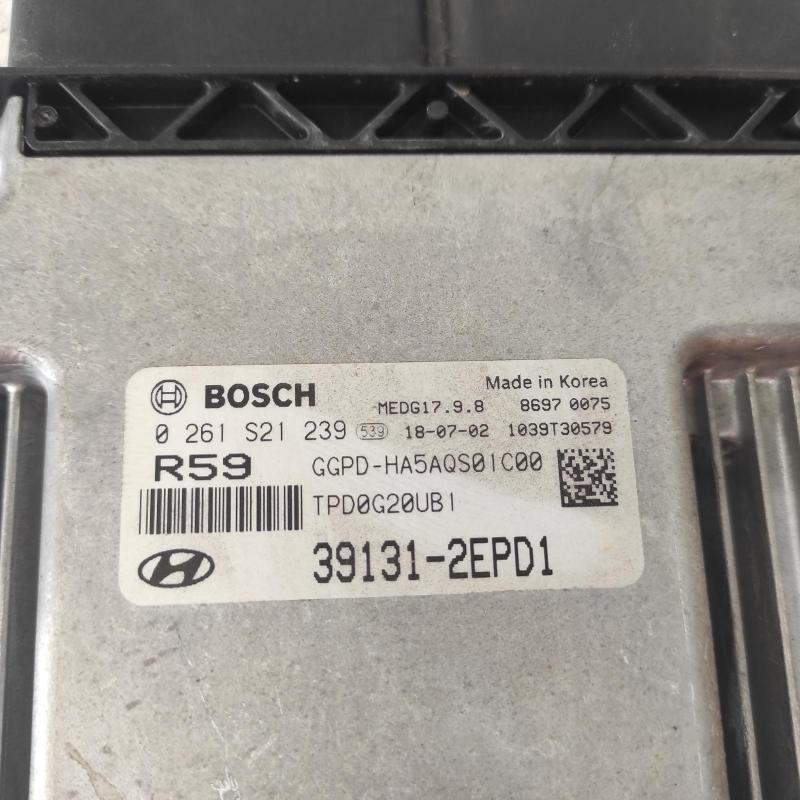 Made in Korea
BOSCH
MEDG17.9.8 8697 0075
0 261 S21 239 539 18-07-02 1039T30579
R59 GGPD-HA5AQS01C00
TPD0G20UB1
39131-2EPD1